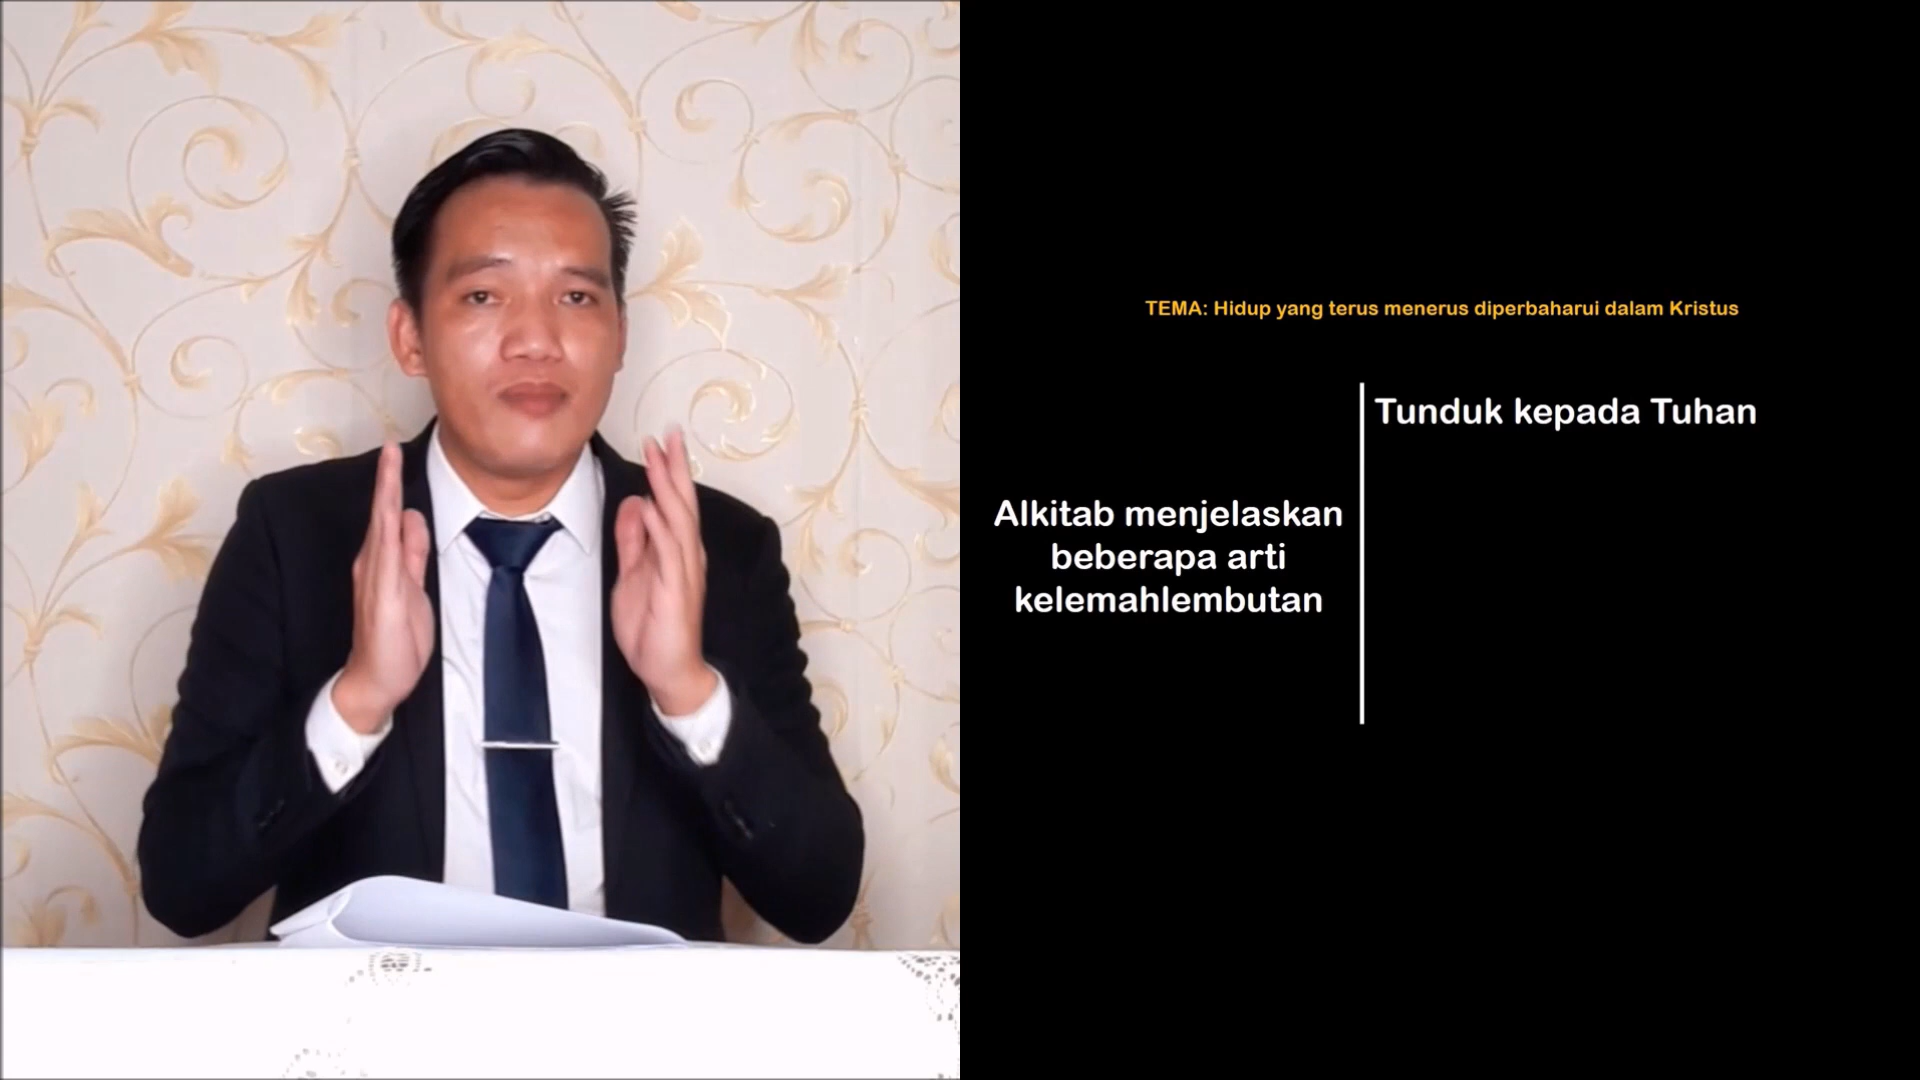 TEMA: Hidup yang terus menerus diperbaharui dalam Kristus
Alkitab menjelaskan
beberapa arti
kelemahlembutan
Tunduk kepada Tuhan